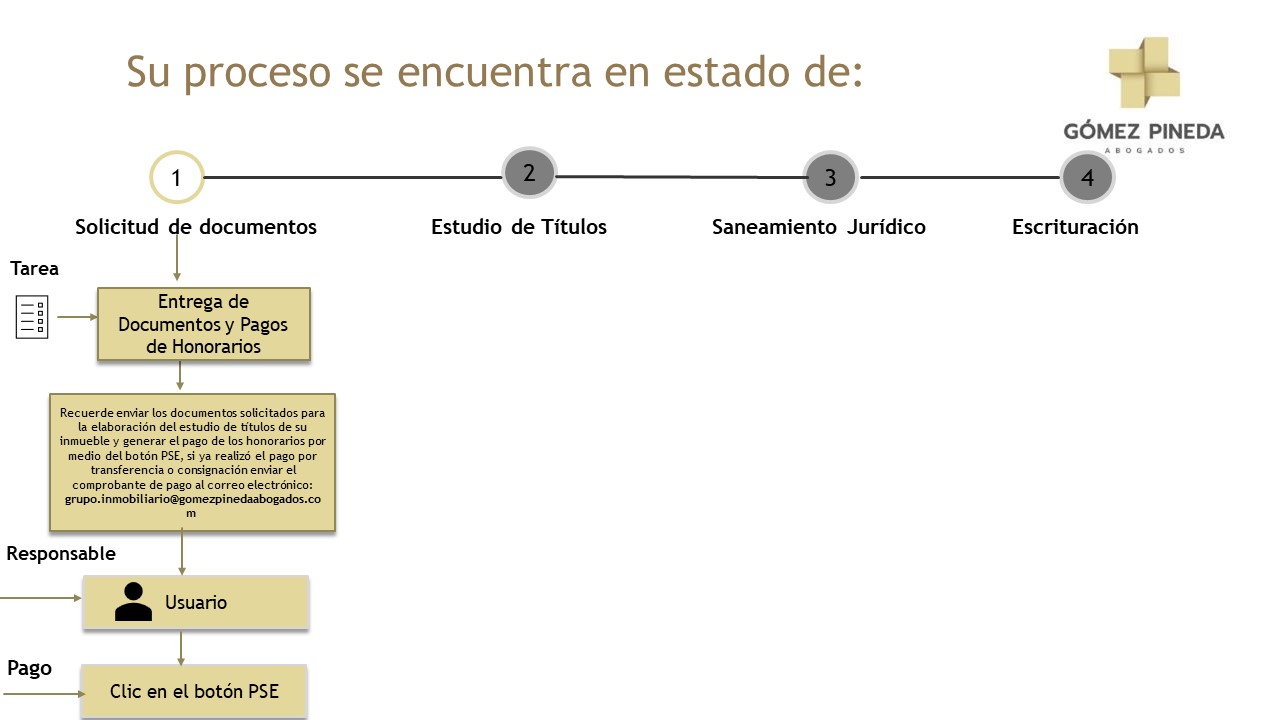 Su proceso se encuentra en estado de:
GÓMEZ PINEDA
ABOGADOS
1
2
3
4
Solicitud de documentos
Estudio de Títulos
Saneamiento Jurídico
Escrituración
Tarea
Entrega de
Documentos y Pagos
de Honorarios
Recuerde enviar los documentos solicitados para
la elaboración del estudio de títulos de su
inmueble y generar el pago de los honorarios por
medio del botón PSE, si ya realizó el pago por
transferencia o consignación enviar el
comprobante de pago al correo electrónico:
grupo.inmobiliario@gomezpinedaabogados.co
m
Responsable
Usuario
Pago
Clic en el botón PSE